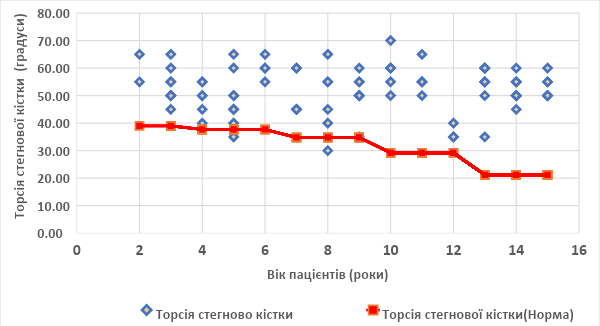 Торсія стегнової кістки (градуси)
80.00
70.00
60.00
50.00
40.00
30.00
20.00
10.00
0.00
0 2 4 6 8 10 12 14 16
Вік пацієнтів (роки)
Торсія стегново кістки Торсія стегнової кістки(Норма)